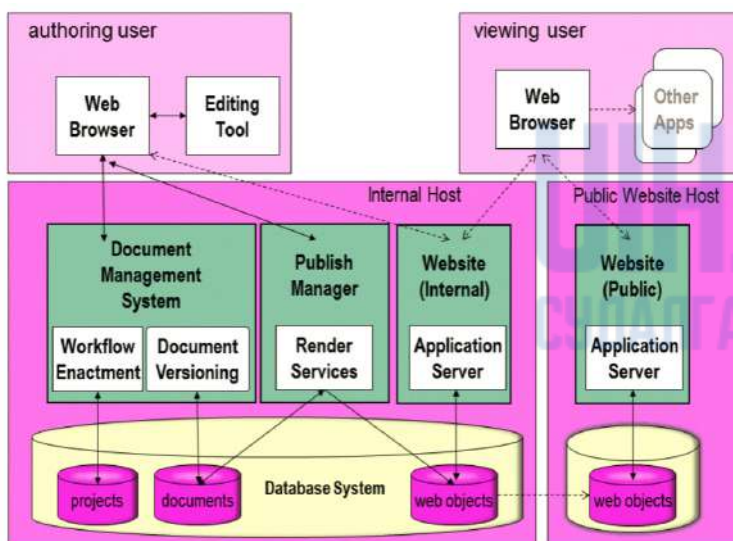 authoring user
viewing user
Web
Browser
Editing
Tool
Web
Browser
Other
Apps
Internal Host
Public Website Host
Document
Management
System
Publish
Manager
Website
(Internal)
Website
(Public)
Workflow
Enactment
Document
Versioning
Render
Services
Application
Server
Application
Server
Database System
projects
documents
web objects
web objects